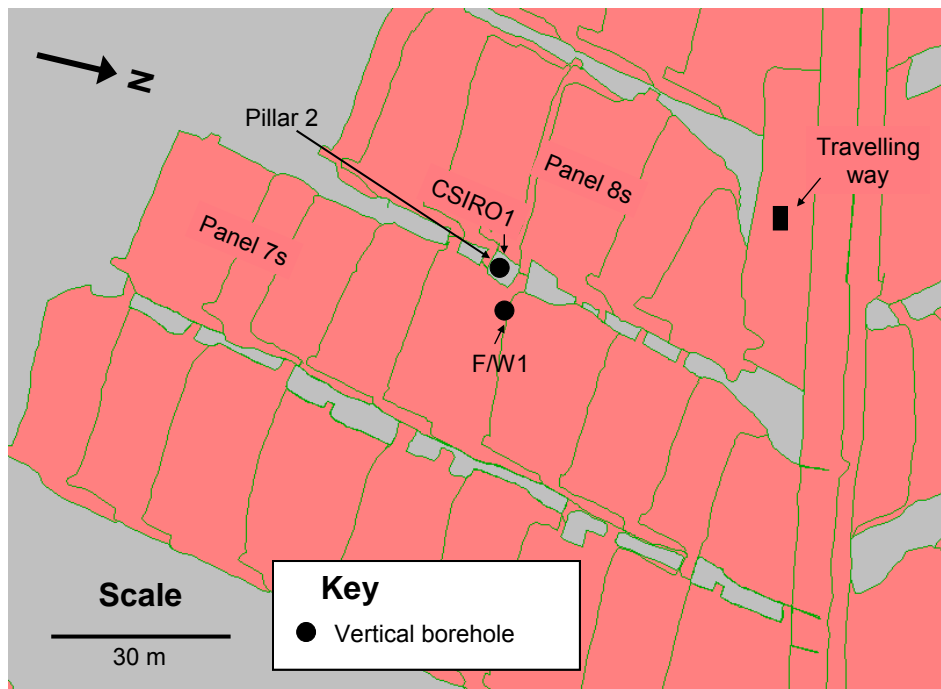 N
Pillar 2
CSIRO1
Panel 8s
Travelling
way
Panel 7s
F/W1
Scale
30 m
Key
Vertical borehole